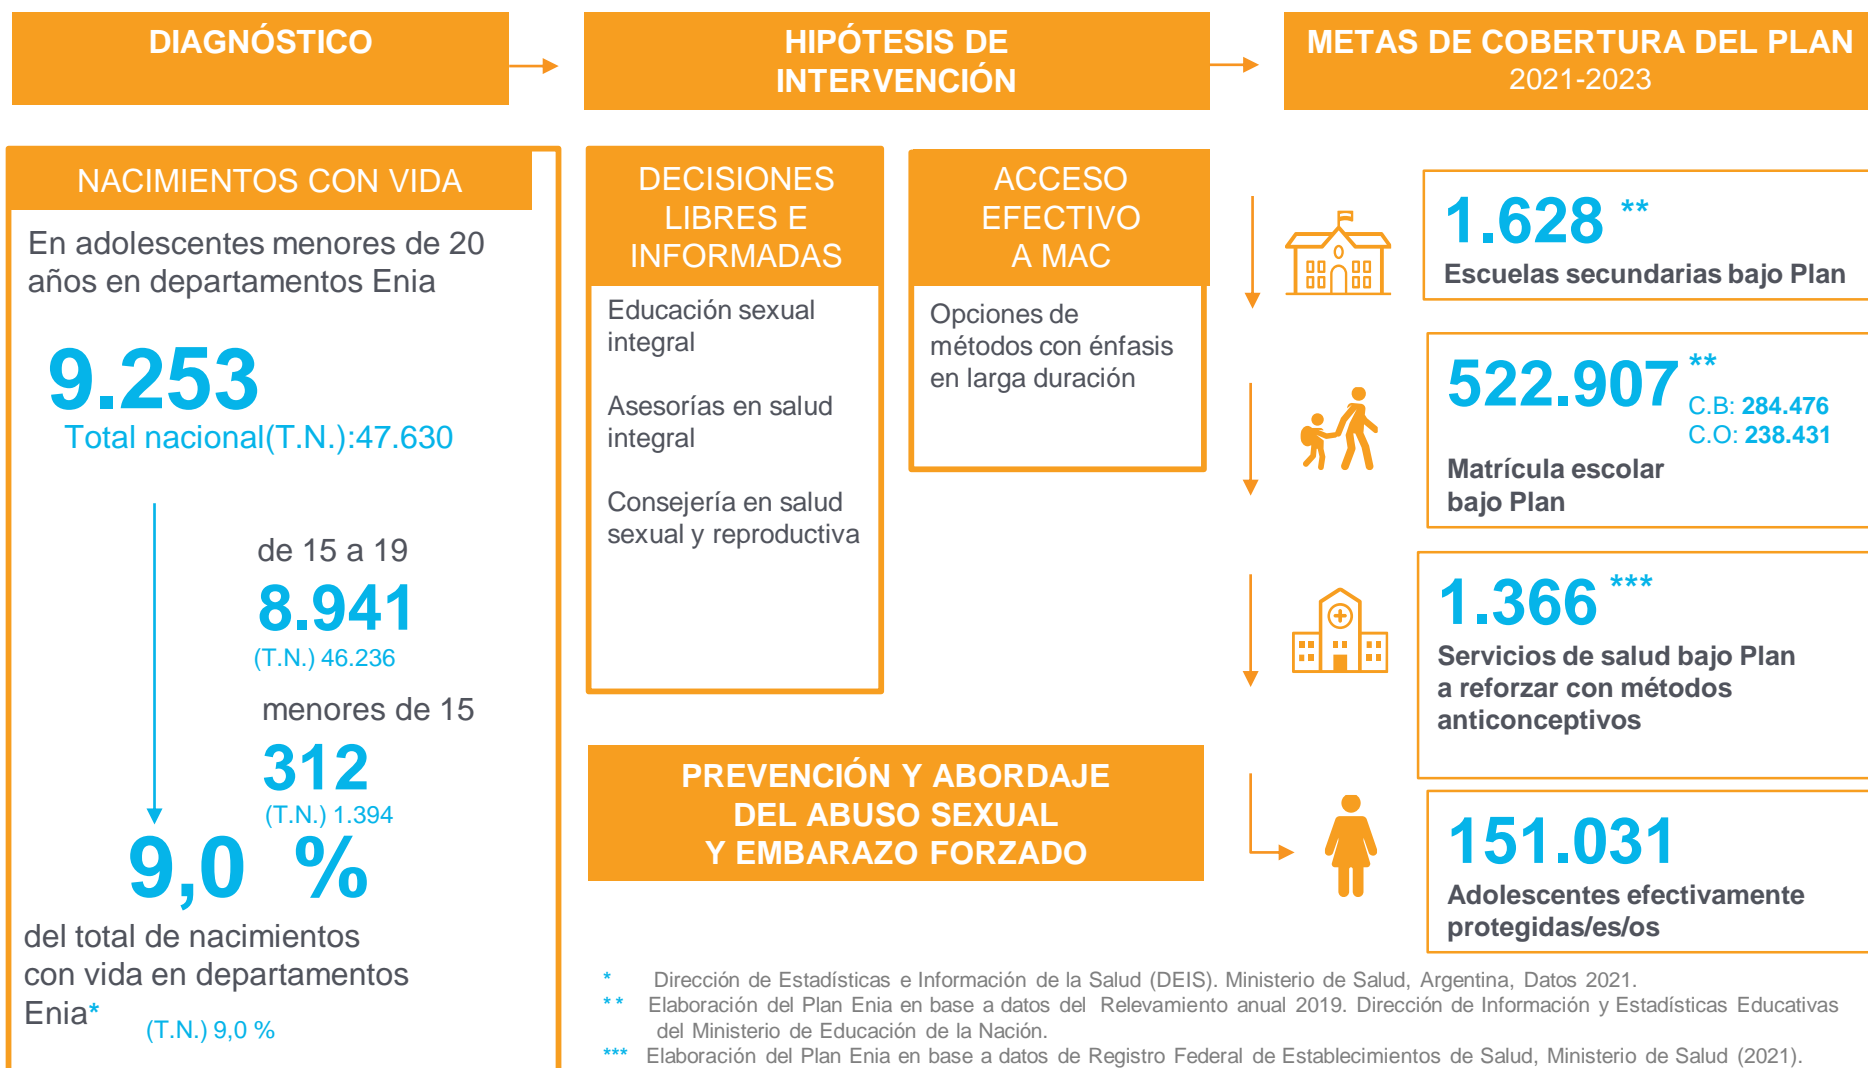 DIAGNÓSTICO
HIPÓTESIS DE
INTERVENCIÓN
METAS DE COBERTURA DEL PLAN
2021-2023
NACIMIENTOS CON VIDA
En adolescentes menores de 20
años en departamentos Enia
9.253
Total nacional(T.N.):47.630
de 15 a 19
8.941
(T.N.) 46.236
menores de 15
312
(T.N.) 1.394
9,0 %
del total de nacimientos
con vida en departamentos
Enia*
(T.N.) 9,0 %
DECISIONES
LIBRES E
INFORMADAS
Educación sexual
integral
Asesorías en salud
integral
Consejería en salud
sexual y reproductiva
ACCESO
EFECTIVO
A MAC
Opciones de
métodos con énfasis
en larga duración
PREVENCIÓN Y ABORDAJE
DEL ABUSO SEXUAL
Y EMBARAZO FORZADO
1.628 **
Escuelas secundarias bajo Plan
522.907 **
C.B: 284.476
C.O: 238.431
Matrícula escolar
bajo Plan
1.366 ***
Servicios de salud bajo Plan
a reforzar con métodos
anticonceptivos
151.031
Adolescentes efectivamente
protegidas/es/os
* Dirección de Estadísticas e Información de la Salud (DEIS). Ministerio de Salud, Argentina, Datos 2021.
** Elaboración del Plan Enia en base a datos del Relevamiento anual 2019. Dirección de Información y Estadísticas Educativas
del Ministerio de Educación de la Nación.
*** Elaboración del Plan Enia en base a datos de Registro Federal de Establecimientos de Salud, Ministerio de Salud (2021).